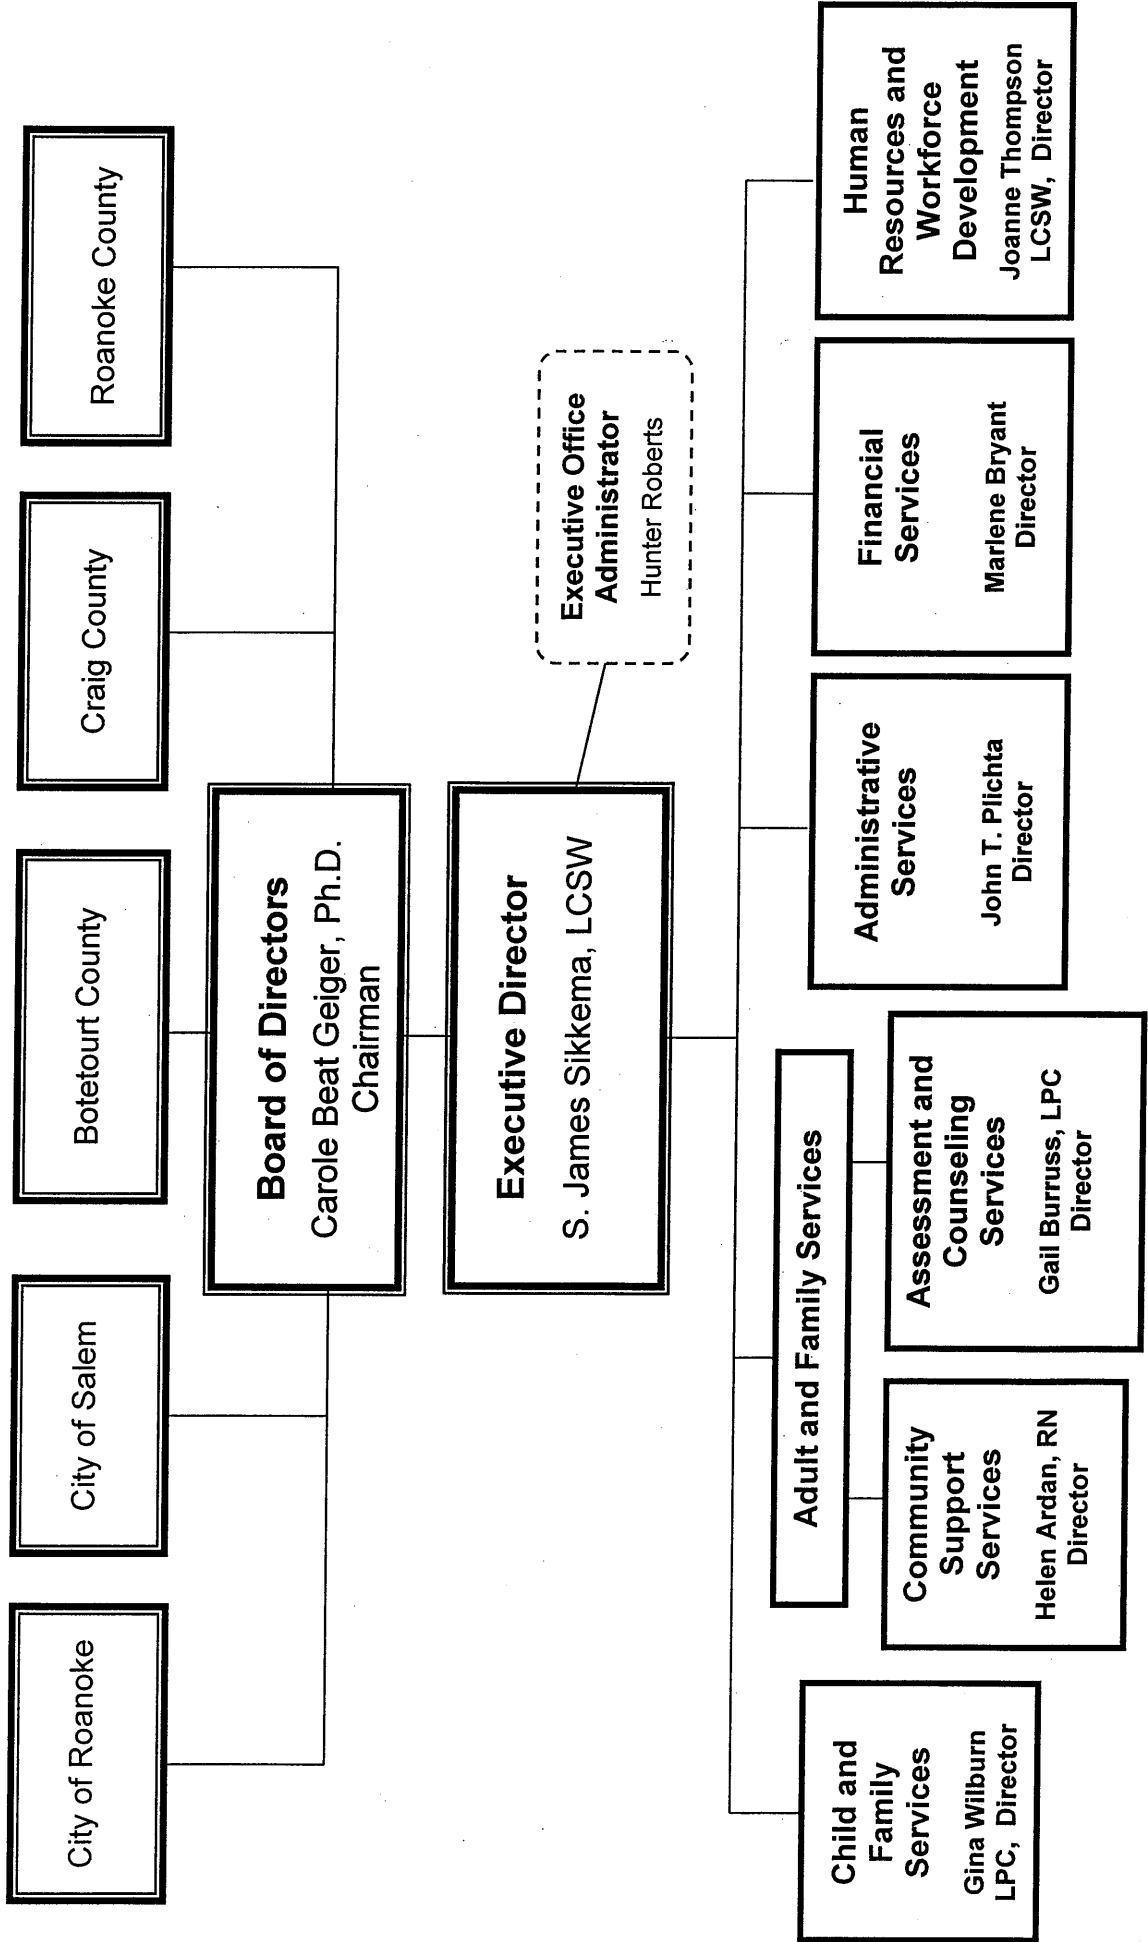 City of Roanoke
City of Salem
Botetourt County
Craig County
Roanoke County
Board of Directors
Carole Beat Geiger, Ph.D.
Chairman
Executive Director
S. James Sikkema, LCSW
Executive Office
Administrator
Hunter Roberts
Child and
Family
Services
Gina Wilburn
LPC, Director
Adult and Family Services
Community
Support
Services
Helen Ardan, RN
Director
Assessment and
Counseling
Services
Gail Burruss, LPC
Director
Administrative
Services
John T. Plichta
Director
Financial
Services
Marlene Bryant
Director
Human
Resources and
Workforce
Development
Joanne Thompson
LCSW, Director